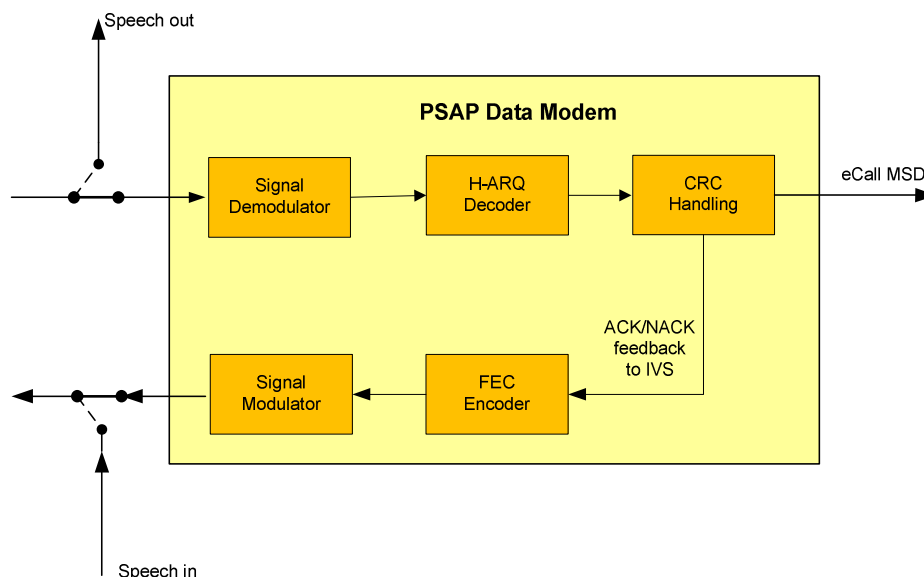 Speech out
PSAP Data Modem
Signal
Demodulator
H-ARQ
Decoder
CRC
Handling
eCall MSD
ACK/NACK
feedback
to IVS
Signal
Modulator
FEC
Encoder
Speech in